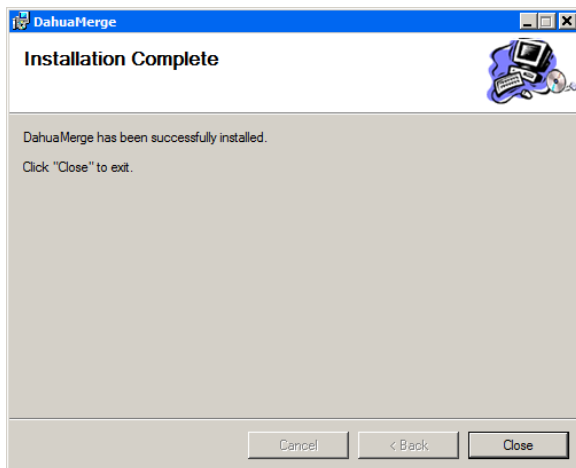 DahuaMerge
Installation Complete
DahuaMerge has been successfully installed.
Click "Close" to exit.
Cancel
< Back
Close